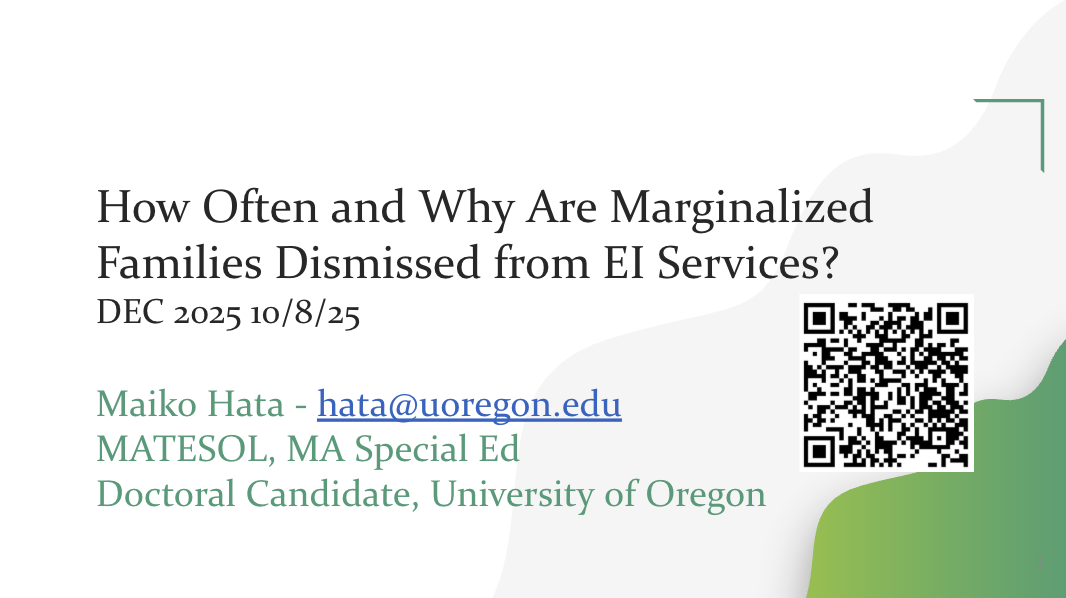 How Often and Why Are Marginalized
Families Dismissed from EI Services?
DEC 2025 10/8/25
Maiko Hata - hata@uoregon.edu
MATESOL, MA Special Ed
Doctoral Candidate, University of Oregon